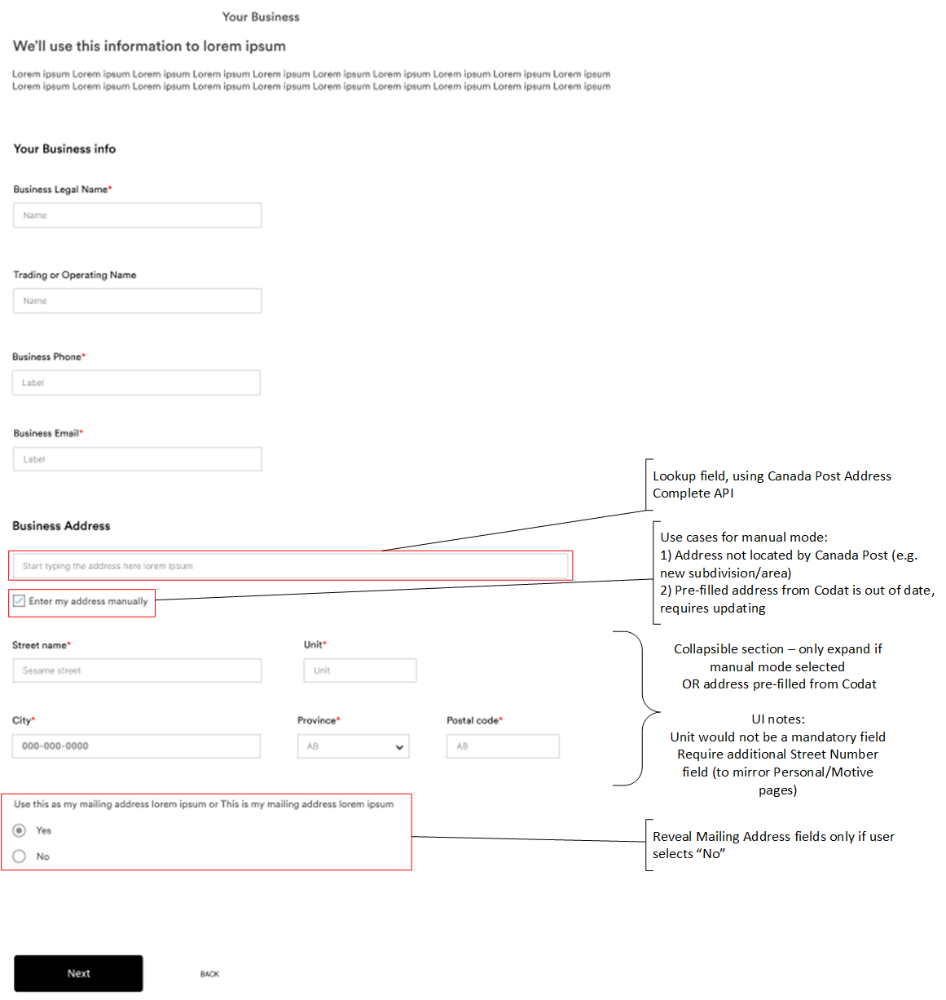 Your Business
We'll use this information to lorem ipsum
Lorem ipsum Lorem ipsum Lorem ipsum Lorem ipsum Lorem ipsum Lorem ipsum Lorem ipsum Lorem ipsum Lorem ipsum Lorem ipsum
Lorem ipsum Lorem ipsum Lorem ipsum Lorem ipsum Lorem ipsum Lorem ipsum Lorem ipsum Lorem ipsum Lorem ipsum Lorem ipsum
Your Business info
Business Legal Name*
Name
Trading or Operating Name
Name
Business Phone*
Label
Business Email*
Label
Lookup field, using Canada Post Address
Complete API
Business Address
Start typing the address here lorem ipsum
Enter my address manually
Use cases for manual mode:
1) Address not located by Canada Post (e.g.
new subdivision/area)
2) Pre-filled address from Codat is out of date,
requires updating
Street name*
Unit*
Sesame street
Unit
City*
Province*
Postal code*
000-000-0000
AB
AB
Collapsible section – only expand if
manual mode selected
OR address pre-filled from Codat
UI notes:
Unit would not be a mandatory field
Require additional Street Number
field (to mirror Personal/Motive
pages)
Use this as my mailing address lorem ipsum or This is my mailing address lorem ipsum
Yes
No
Reveal Mailing Address fields only if user
selects “No”
Next
BACK